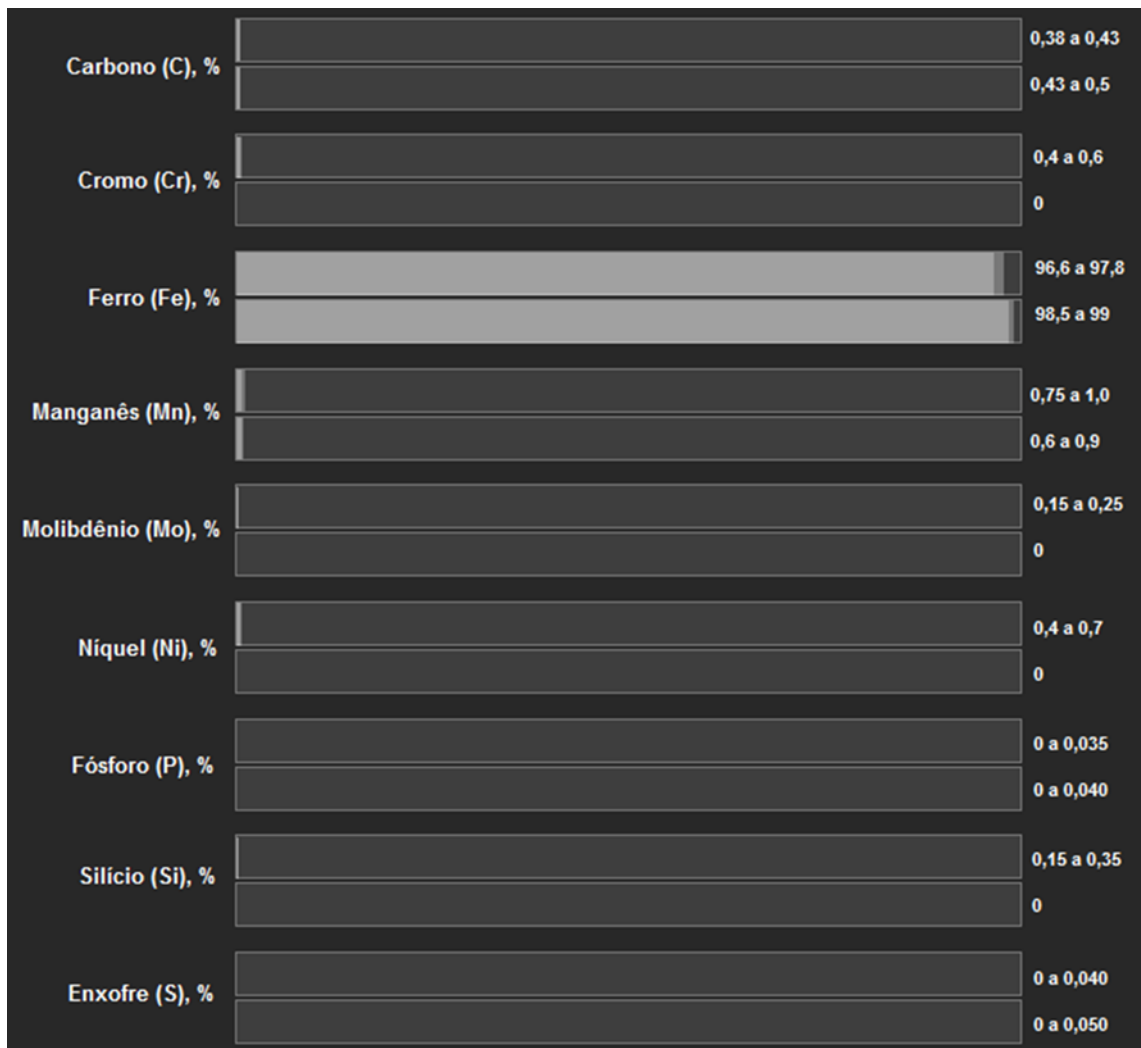 0,38 a 0,43
Carbono (C), %
0,43 a 0,5
0,4 a 0,6
Cromo (Cr), %
0
96,6 a 97,8
Ferro (Fe), %
98,5 a 99
0,75 a 1,0
Manganês (Mn), %
0,6 a 0,9
0,15 a 0,25
Molibdênio (Mo), %
0
0,4 a 0,7
Níquel (Ni), %
0
0 a 0,035
Fósforo (P), %
0 a 0,040
0,15 a 0,35
Silício (Si), %
0
0 a 0,040
Enxofre (S), %
0 a 0,050